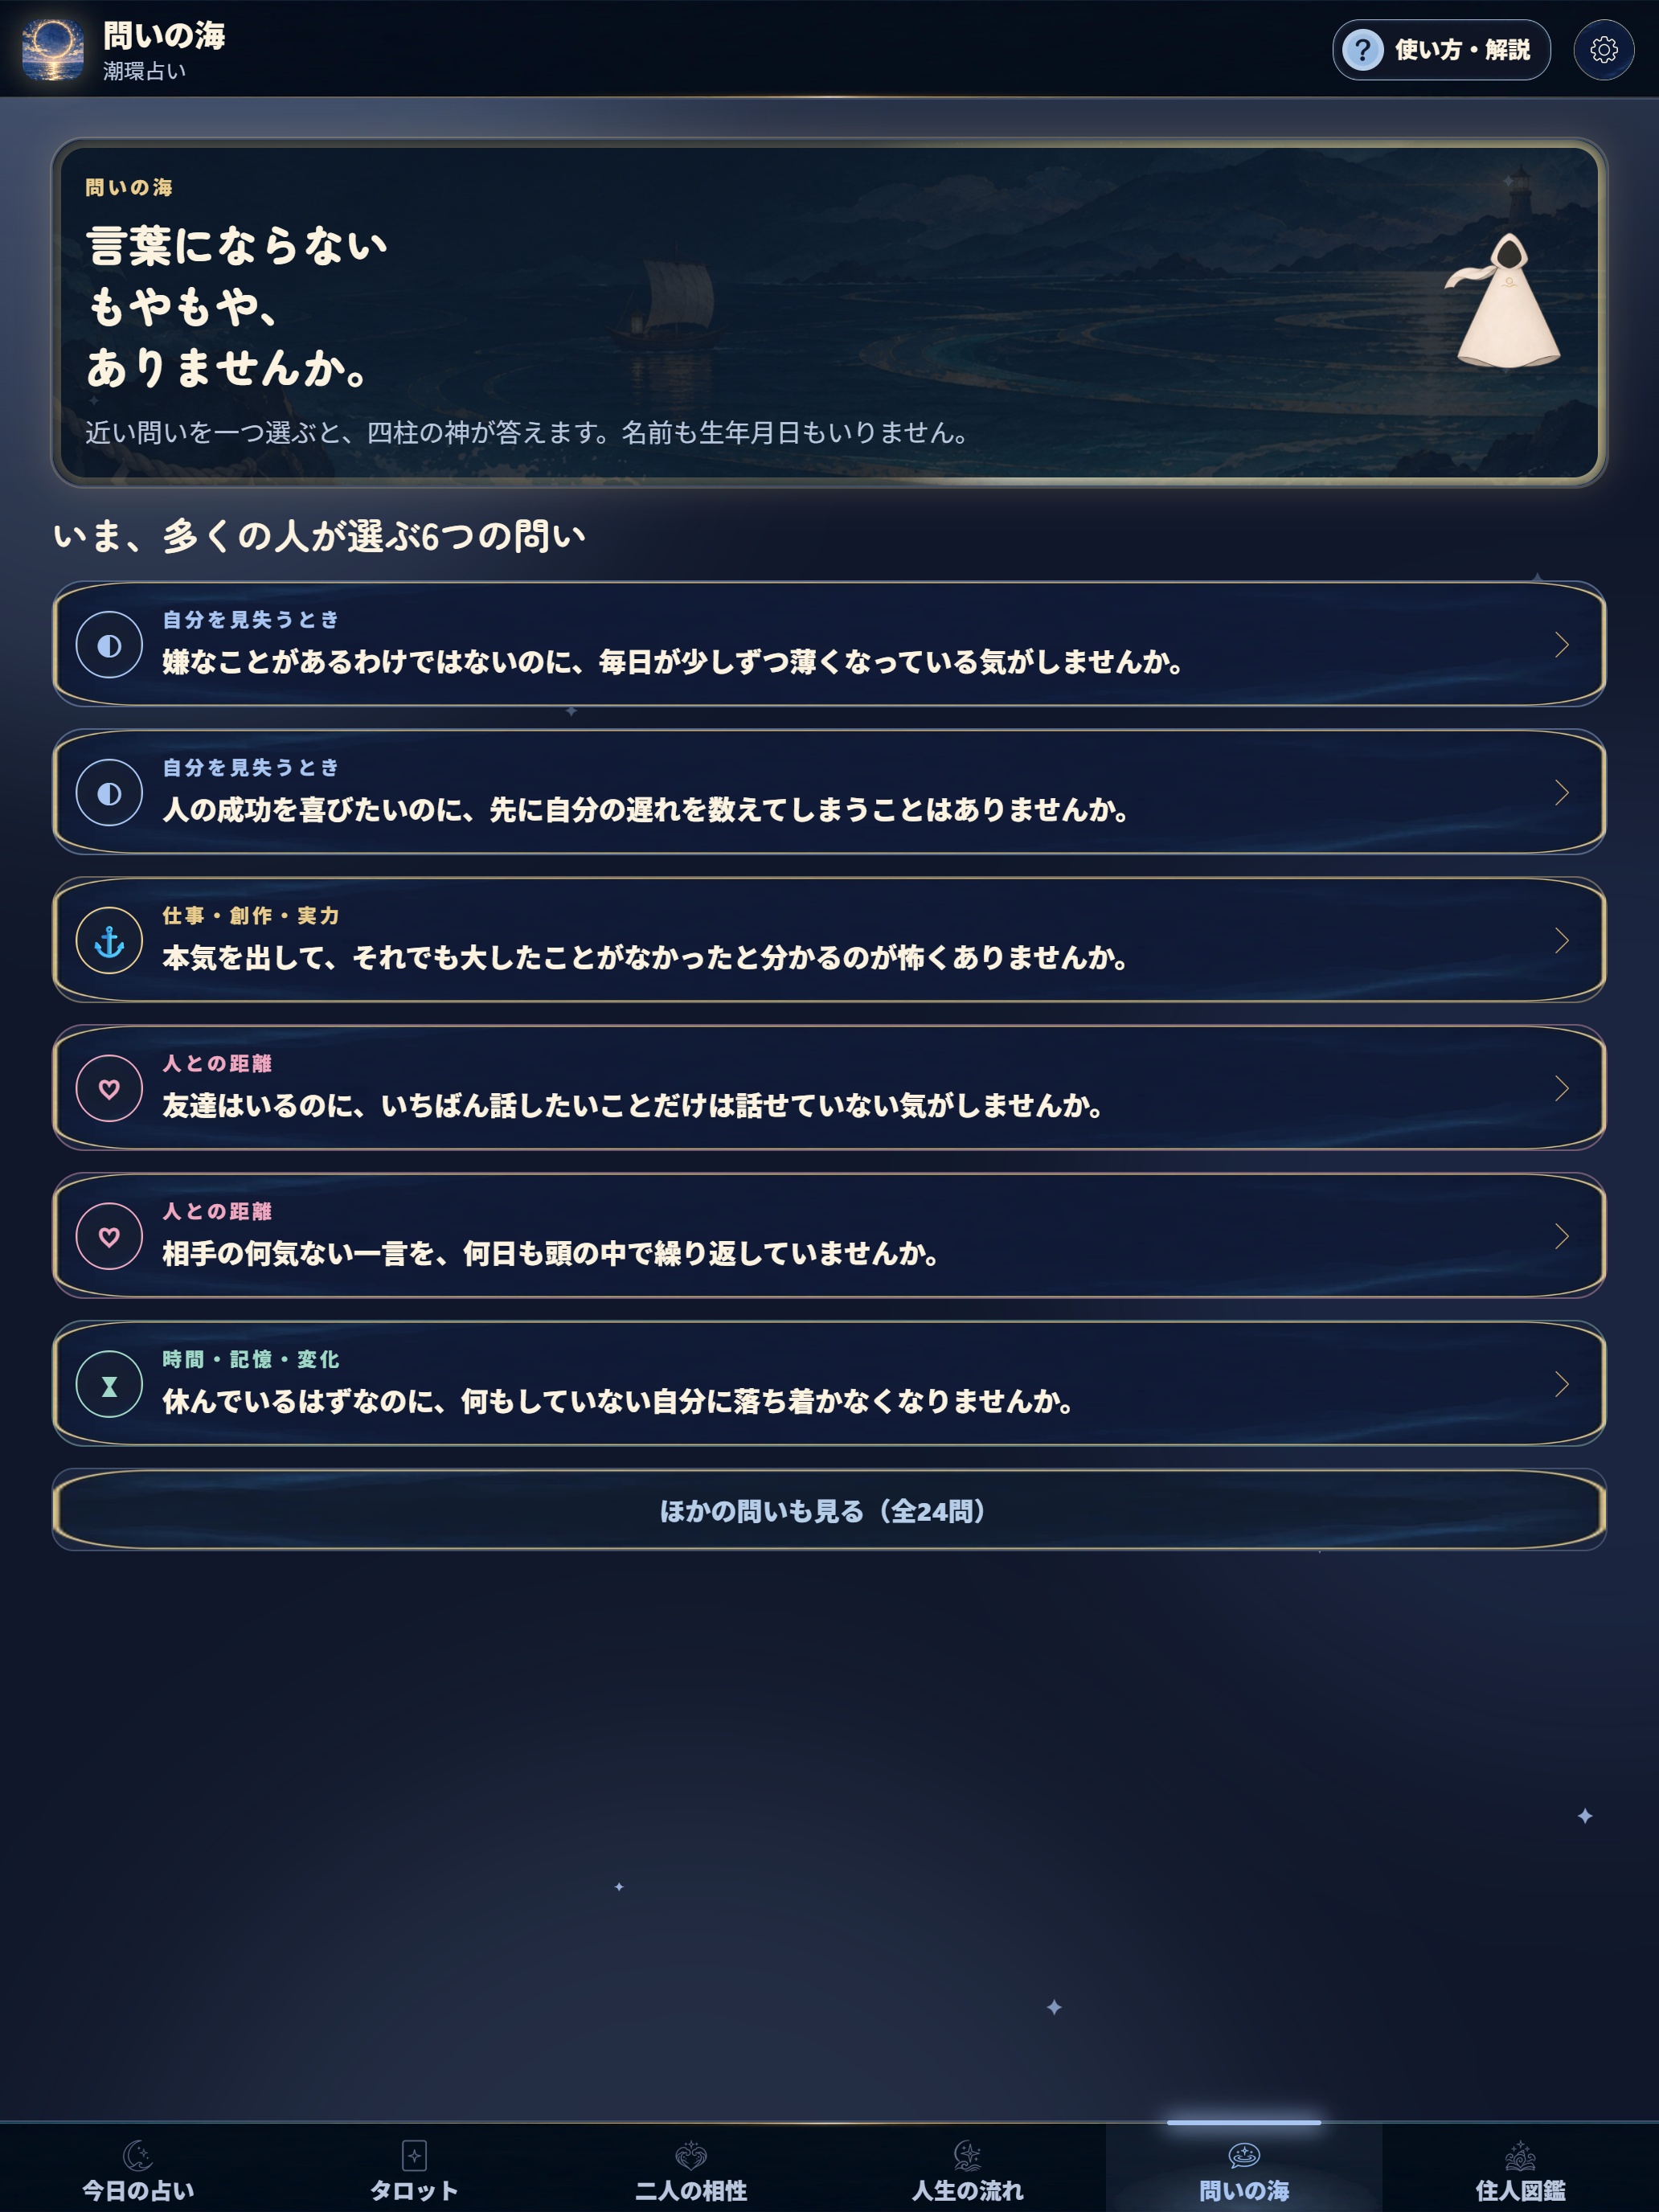 問いの海
潮環占い
? 使い方・解説
問いの海
言葉にならない
もやもや、
ありませんか。
近い問いを一つ選ぶと、四柱の神が答えます。名前も生年月日もいりません。
いま、多くの人が選ぶ6つの問い
自分を見失うとき
嫌なことがあるわけではないのに、毎日が少しずつ薄くなっている気がしませんか。
自分を見失うとき
人の成功を喜びたいのに、先に自分の遅れを数えてしまうことはありませんか。
仕事・創作・実力
本気を出して、それでも大したことがなかったと分かるのが怖くありませんか。
人との距離
友達はいるのに、いちばん話したいことだけは話せていない気がしませんか。
人との距離
相手の何気ない一言を、何日も頭の中で繰り返していませんか。
時間・記憶・変化
休んでいるはずなのに、何もしていない自分に落ち着かなくなりませんか。
ほかの問いも見る（全24問）
今日の占い
タロット
二人の相性
人生の流れ
問いの海
住人図鑑